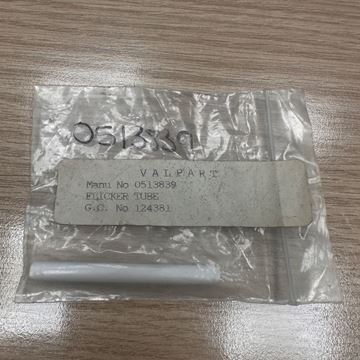 0513839
VALPART
Manu No 0513839
FLICKER TUBE
G.C. No 124381